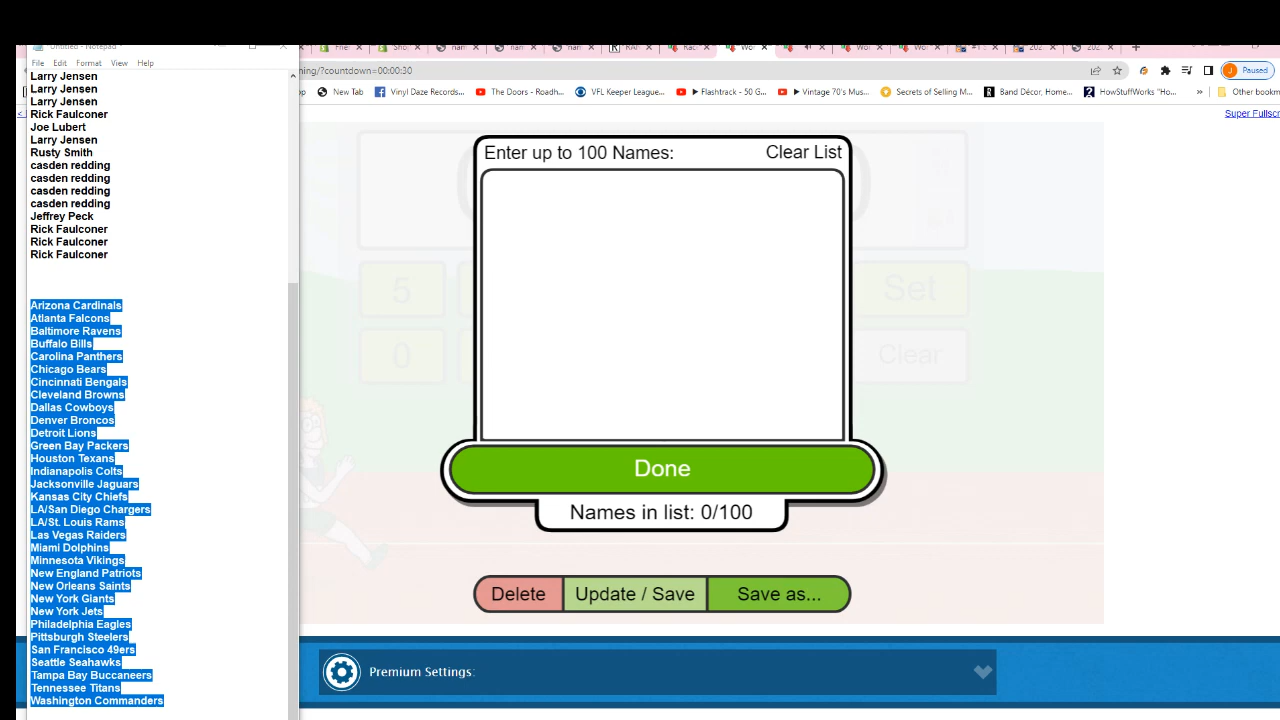 Untitled - Notepad
File Edit Format View Help
ning/?countdown=00:00:30
Paused
New Tab Vinyl Daze Records... The Doors - Roadh... VFL Keeper League... Flashtrack - 50 G... Vintage 70's Mus... Secrets of Selling M... Band Décor, Home... HowStuffWorks "Ho... » Other bookm
Super Fullscr
Larry Jensen
Larry Jensen
Larry Jensen
Rick Faulconer
Joe Lubert
Larry Jensen
Rusty Smith
casden redding
casden redding
casden redding
casden redding
Jeffrey Peck
Rick Faulconer
Rick Faulconer
Rick Faulconer
Arizona Cardinals
Atlanta Falcons
Baltimore Ravens
Buffalo Bills
Carolina Panthers
Chicago Bears
Cincinnati Bengals
Cleveland Browns
Dallas Cowboys
Denver Broncos
Detroit Lions
Green Bay Packers
Houston Texans
Indianapolis Colts
Jacksonville Jaguars
Kansas City Chiefs
LA/San Diego Chargers
LA/St. Louis Rams
Las Vegas Raiders
Miami Dolphins
Minnesota Vikings
New England Patriots
New Orleans Saints
New York Giants
New York Jets
Philadelphia Eagles
Pittsburgh Steelers
San Francisco 49ers
Seattle Seahawks
Tampa Bay Buccaneers
Tennessee Titans
Washington Commanders
Enter up to 100 Names: Clear List
5 Set
0 Clear
Done
Names in list: 0/100
Delete Update / Save Save as...
Premium Settings: